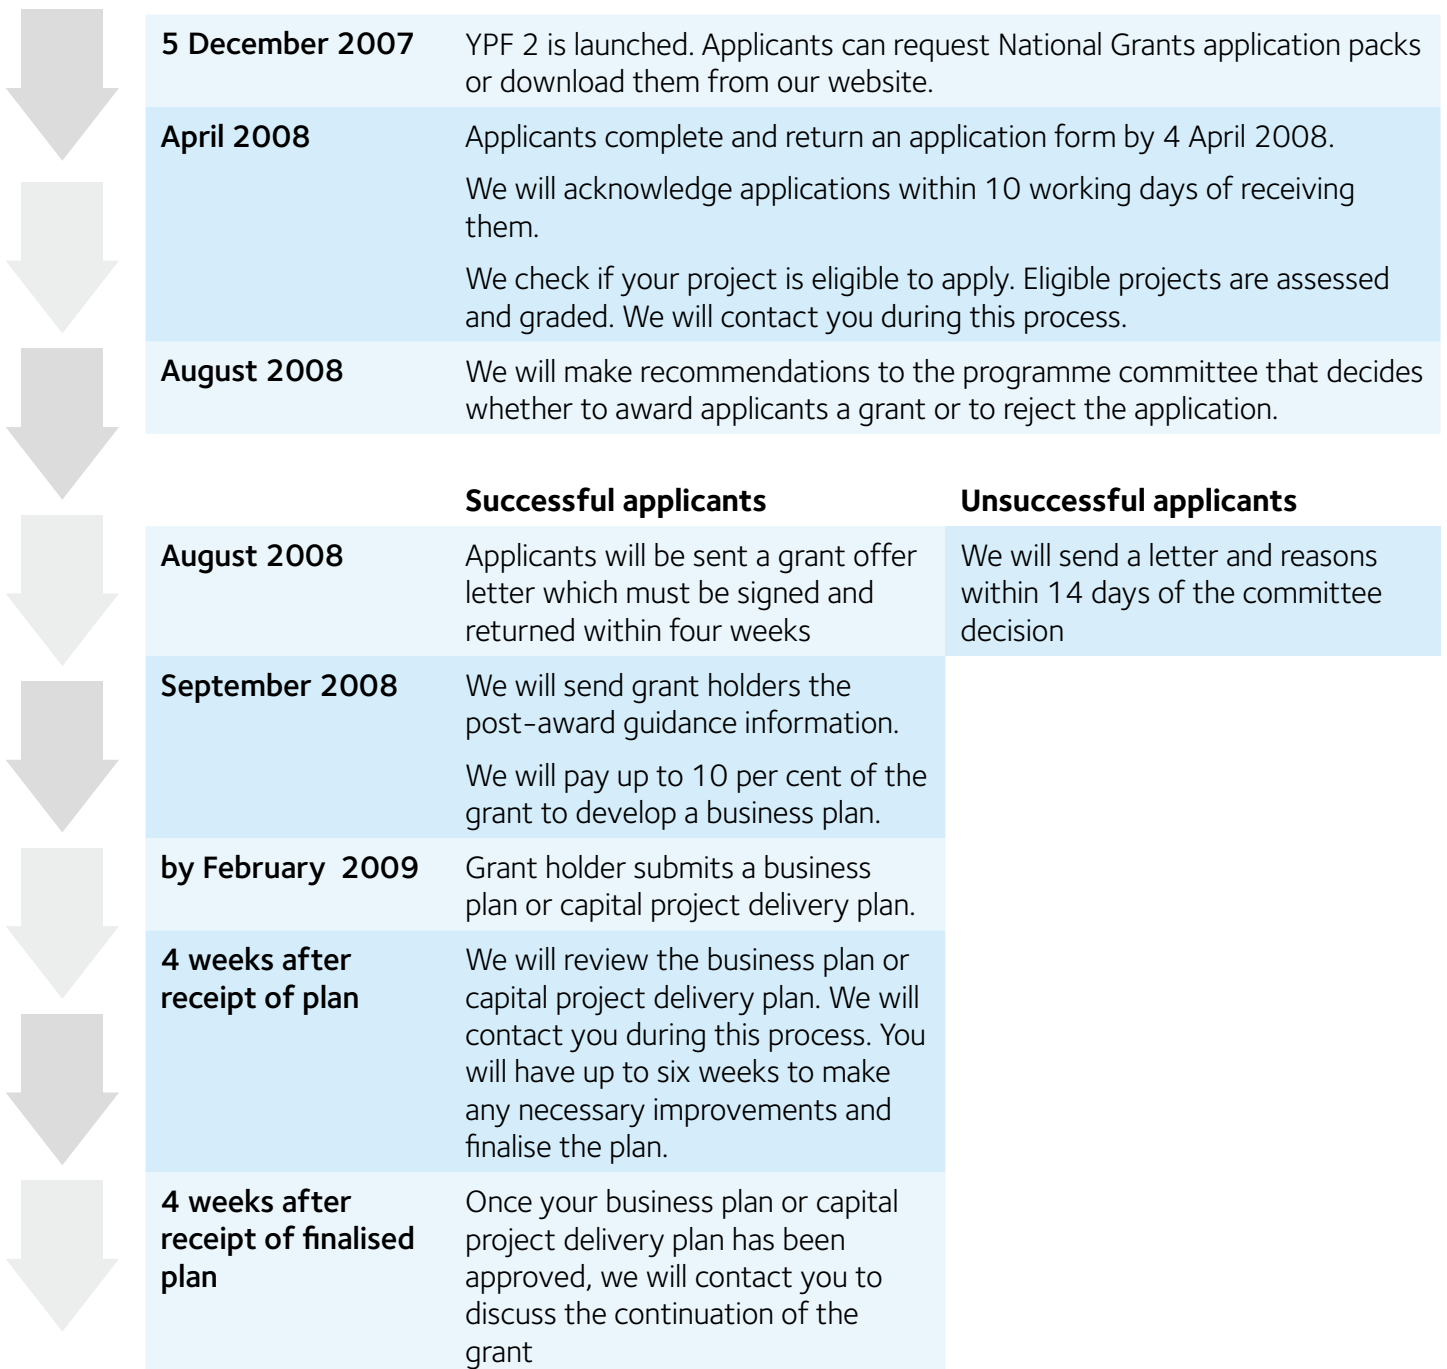 5 December 2007
YPF 2 is launched. Applicants can request National Grants application packs
or download them from our website.
April 2008
Applicants complete and return an application form by 4 April 2008.
We will acknowledge applications within 10 working days of receiving
them.
We check if your project is eligible to apply. Eligible projects are assessed
and graded. We will contact you during this process.
August 2008
We will make recommendations to the programme committee that decides
whether to award applicants a grant or to reject the application.
Successful applicants
Unsuccessful applicants
August 2008
Applicants will be sent a grant offer
letter which must be signed and
returned within four weeks
We will send a letter and reasons
within 14 days of the committee
decision
September 2008
We will send grant holders the
post-award guidance information.
We will pay up to 10 per cent of the
grant to develop a business plan.
by February 2009
Grant holder submits a business
plan or capital project delivery plan.
4 weeks after
receipt of plan
We will review the business plan or
capital project delivery plan. We will
contact you during this process. You
will have up to six weeks to make
any necessary improvements and
finalise the plan.
4 weeks after
receipt of finalised
plan
Once your business plan or capital
project delivery plan has been
approved, we will contact you to
discuss the continuation of the
grant